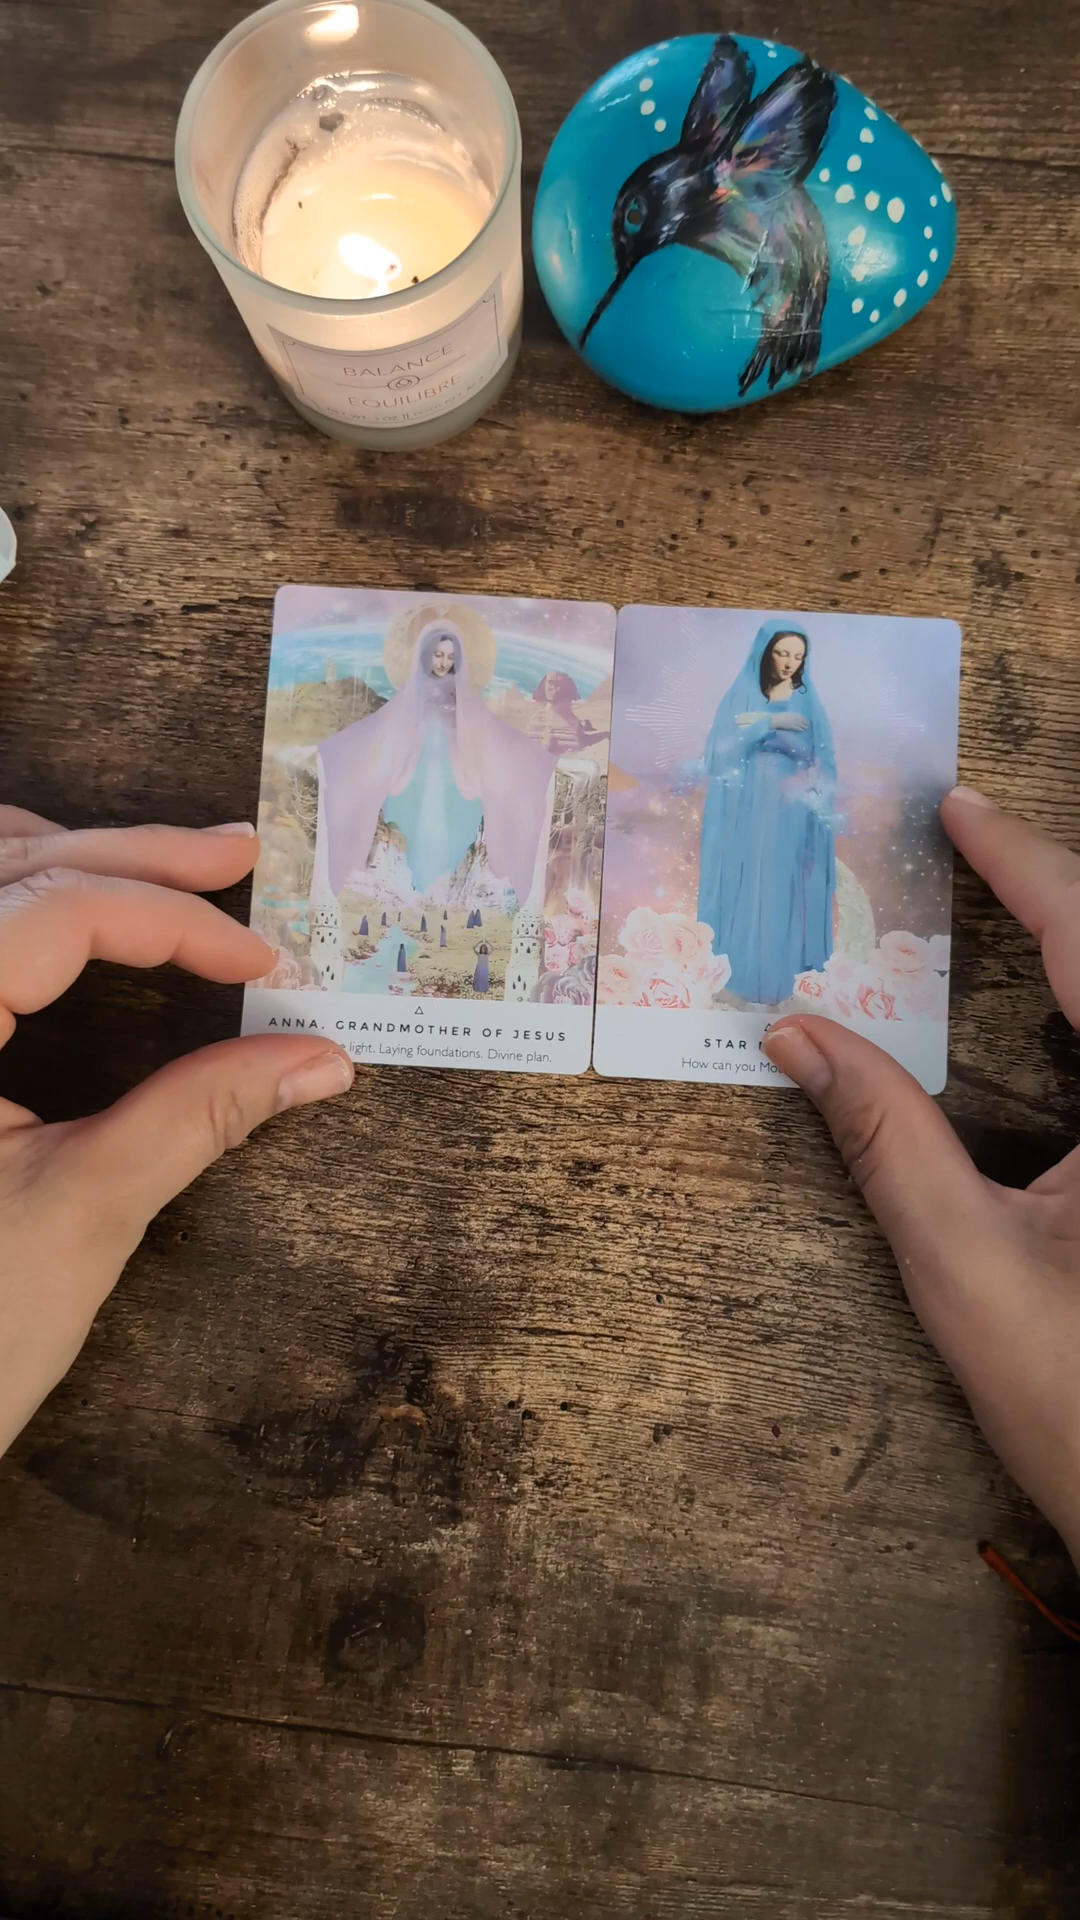 BALANCE
EQUILIBRE
ANNA, GRANDMOTHER OF JESUS
light. Laying foundations. Divine plan.
STAR
How can you